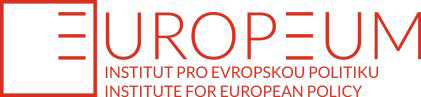 EUROPEUM
INSTITUT PRO EVROPSKOU POLITIKU
INSTITUTE FOR EUROPEAN POLICY